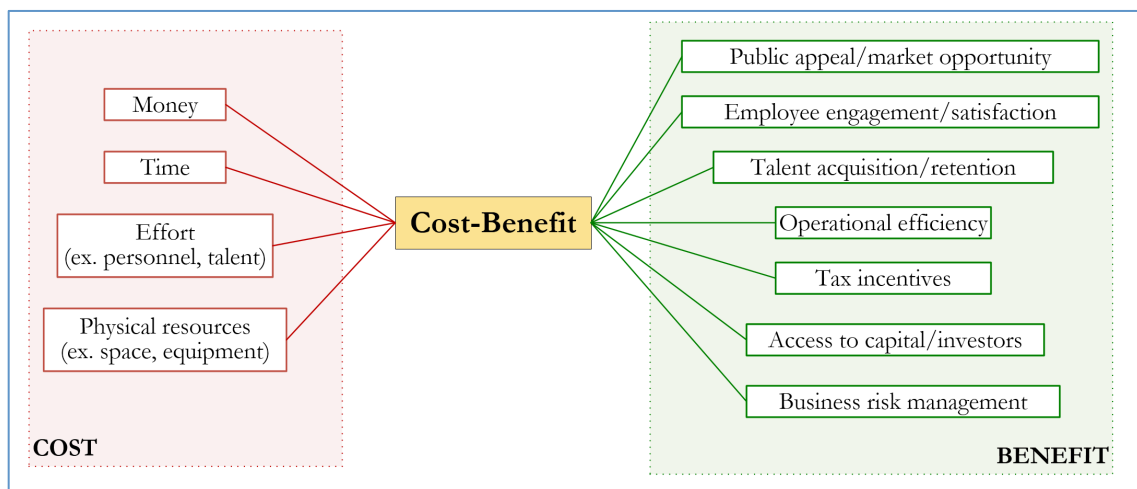 Money
Time
Effort
(ex. personnel, talent)
Physical resources
(ex. space, equipment)
COST
Cost-Benefit
Public appeal/market opportunity
Employee engagement/satisfaction
Talent acquisition/retention
Operational efficiency
Tax incentives
Access to capital/investors
Business risk management
BENEFIT